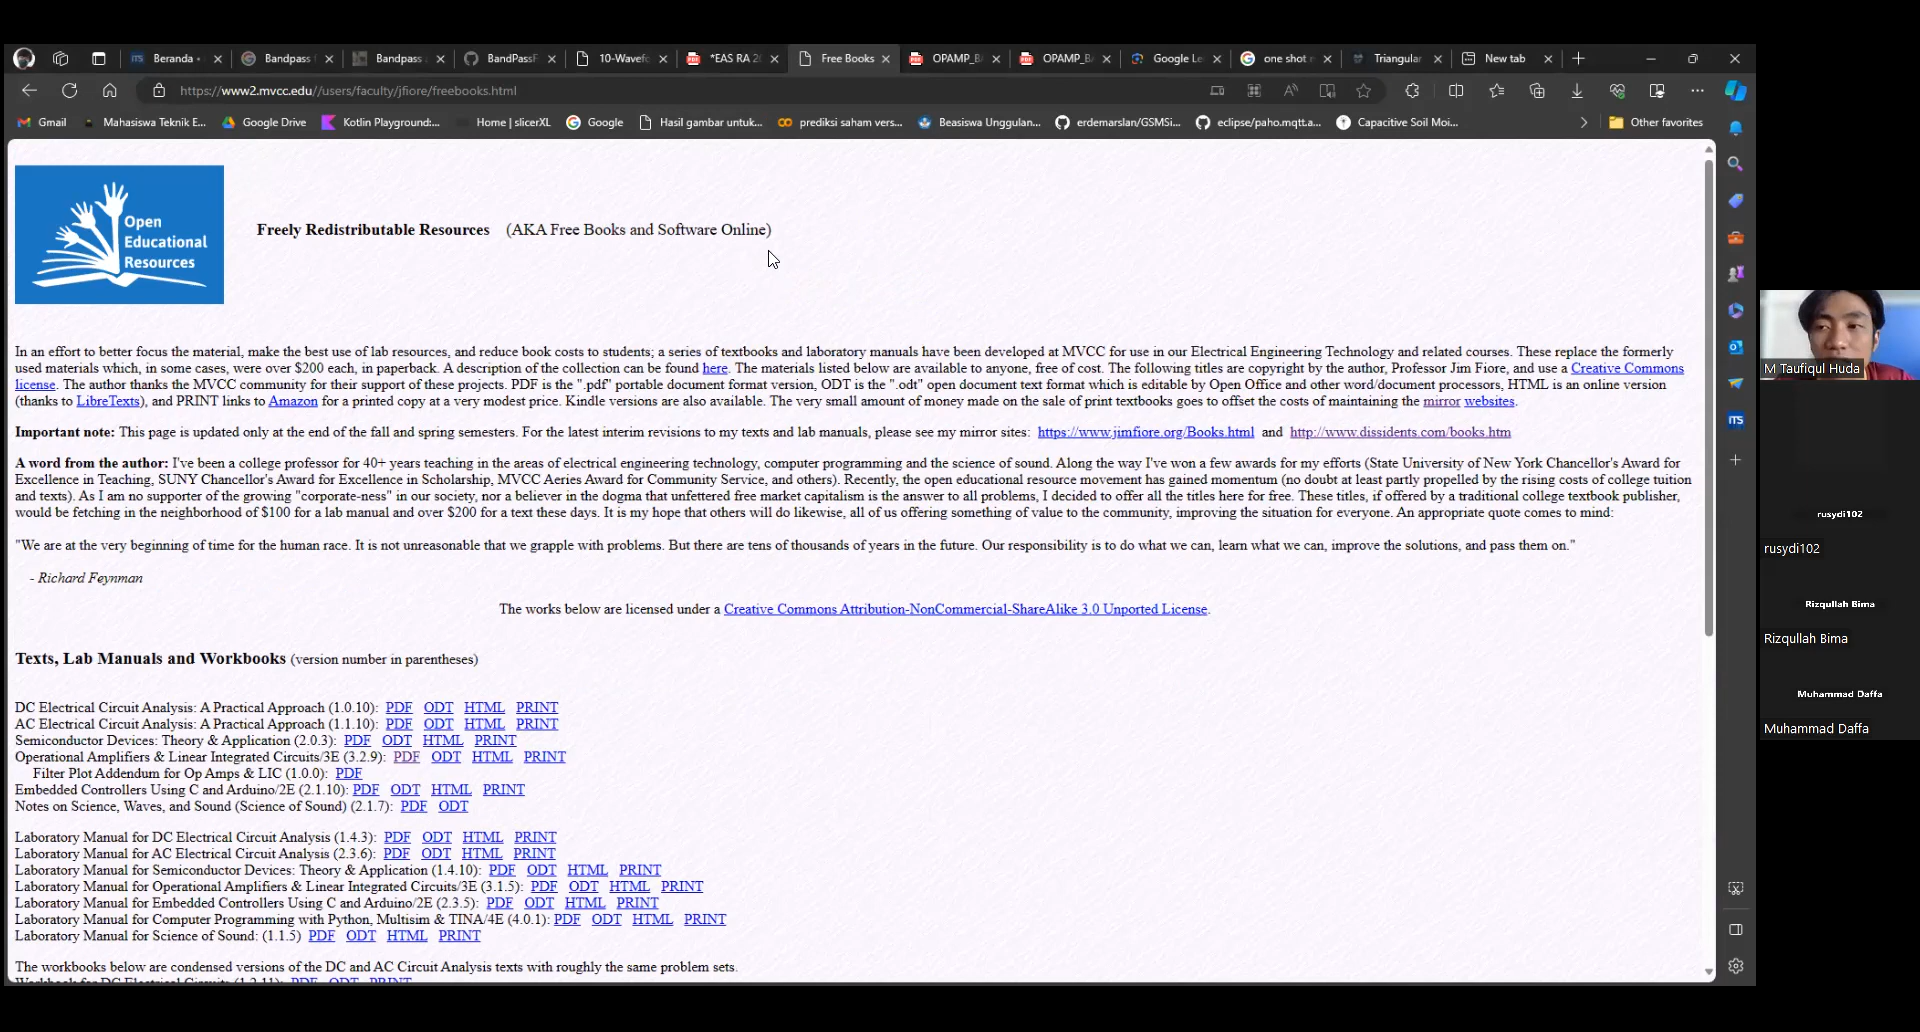 Beranda
Bandpass
Bandpass
BandPassF
10-Wavefo
*EAS RA 2
Free Books
OPAMP_B
OPAMP_B
Google Le
one shot
Triangular
New tab
https://www2.mvcc.edu//users/faculty/jfiore/freebooks.html
Gmail
Mahasiswa Teknik E...
Google Drive
Kotlin Playground:...
Home | slicerXL
Google
Hasil gambar untuk...
prediksi saham vers...
Beasiswa Unggulan...
erdemarslan/GSMSi...
eclipse/paho.mqtt.a...
Capacitive Soil Moi...
Other favorites
Open
Educational
Resources
Freely Redistributable Resources (AKA Free Books and Software Online)
In an effort to better focus the material, make the best use of lab resources, and reduce book costs to students; a series of textbooks and laboratory manuals have been developed at MVCC for use in our Electrical Engineering Technology and related courses. These replace the formerly
used materials which, in some cases, were over $200 each, in paperback. A description of the collection can be found here. The materials listed below are available to anyone, free of cost. The following titles are copyright by the author, Professor Jim Fiore, and use a Creative Commons
license. The author thanks the MVCC community for their support of these projects. PDF is the ".pdf" portable document format version, ODT is the ".odt" open document text format which is editable by Open Office and other word/document processors, HTML is an online version
(thanks to LibreTexts), and PRINT links to Amazon for a printed copy at a very modest price. Kindle versions are also available. The very small amount of money made on the sale of print textbooks goes to offset the costs of maintaining the mirror websites.
Important note: This page is updated only at the end of the fall and spring semesters. For the latest interim revisions to my texts and lab manuals, please see my mirror sites: https://www.jimfiore.org/Books.html and http://www.dissidents.com/books.htm
A word from the author: I've been a college professor for 40+ years teaching in the areas of electrical engineering technology, computer programming and the science of sound. Along the way I've won a few awards for my efforts (State University of New York Chancellor's Award for
Excellence in Teaching, SUNY Chancellor's Award for Excellence in Scholarship, MVCC Aeries Award for Community Service, and others). Recently, the open educational resource movement has gained momentum (no doubt at least partly propelled by the rising costs of college tuition
and texts). As I am no supporter of the growing "corporate-ness" in our society, nor a believer in the dogma that unfettered free market capitalism is the answer to all problems, I decided to offer all the titles here for free. These titles, if offered by a traditional college textbook publisher,
would be fetching in the neighborhood of $100 for a lab manual and over $200 for a text these days. It is my hope that others will do likewise, all of us offering something of value to the community, improving the situation for everyone. An appropriate quote comes to mind:
"We are at the very beginning of time for the human race. It is not unreasonable that we grapple with problems. But there are tens of thousands of years in the future. Our responsibility is to do what we can, learn what we can, improve the solutions, and pass them on."
- Richard Feynman
The works below are licensed under a Creative Commons Attribution-NonCommercial-ShareAlike 3.0 Unported License.
Texts, Lab Manuals and Workbooks (version number in parentheses)
DC Electrical Circuit Analysis: A Practical Approach (1.0.10): PDF ODT HTML PRINT
AC Electrical Circuit Analysis: A Practical Approach (1.1.10): PDF ODT HTML PRINT
Semiconductor Devices: Theory & Application (2.0.3): PDF ODT HTML PRINT
Operational Amplifiers & Linear Integrated Circuits/3E (3.2.9): PDF ODT HTML PRINT
Filter Plot Addendum for Op Amps & LIC (1.0.0): PDF
Embedded Controllers Using C and Arduino/2E (2.1.10): PDF ODT HTML PRINT
Notes on Science, Waves, and Sound (Science of Sound) (2.1.7): PDF ODT
Laboratory Manual for DC Electrical Circuit Analysis (1.4.3): PDF ODT HTML PRINT
Laboratory Manual for AC Electrical Circuit Analysis (2.3.6): PDF ODT HTML PRINT
Laboratory Manual for Semiconductor Devices: Theory & Application (1.4.10): PDF ODT HTML PRINT
Laboratory Manual for Operational Amplifiers & Linear Integrated Circuits/3E (3.1.5): PDF ODT HTML PRINT
Laboratory Manual for Embedded Controllers Using C and Arduino/2E (2.3.5): PDF ODT HTML PRINT
Laboratory Manual for Computer Programming with Python, Multisim & TINA/4E (4.0.1): PDF ODT HTML PRINT
Laboratory Manual for Science of Sound: (1.1.5) PDF ODT HTML PRINT
The workbooks below are condensed versions of the DC and AC Circuit Analysis texts with roughly the same problem sets.
ITS
M Taufiqul Huda
rusydi102
rusydi102
Rizqullah Bima
Rizqullah Bima
Muhammad Daffa
Muhammad Daffa